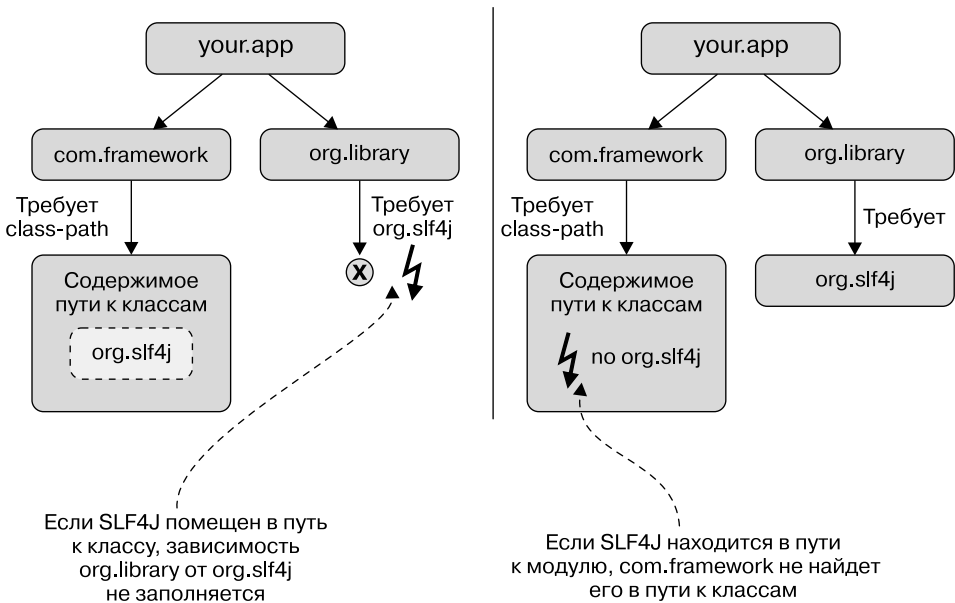 your.app
com.framework
org.library
Требует
class-path
Требует
org.slf4j
Содержимое
пути к классам
org.slf4j
X
Если SLF4J помещен в путь
к классу, зависимость
org.library от org.slf4j
не заполняется
your.app
com.framework
org.library
Требует
class-path
Требует
Содержимое
пути к классам
no org.slf4j
org.slf4j
Если SLF4J находится в пути
к модулю, com.framework не найдет
его в пути к классам